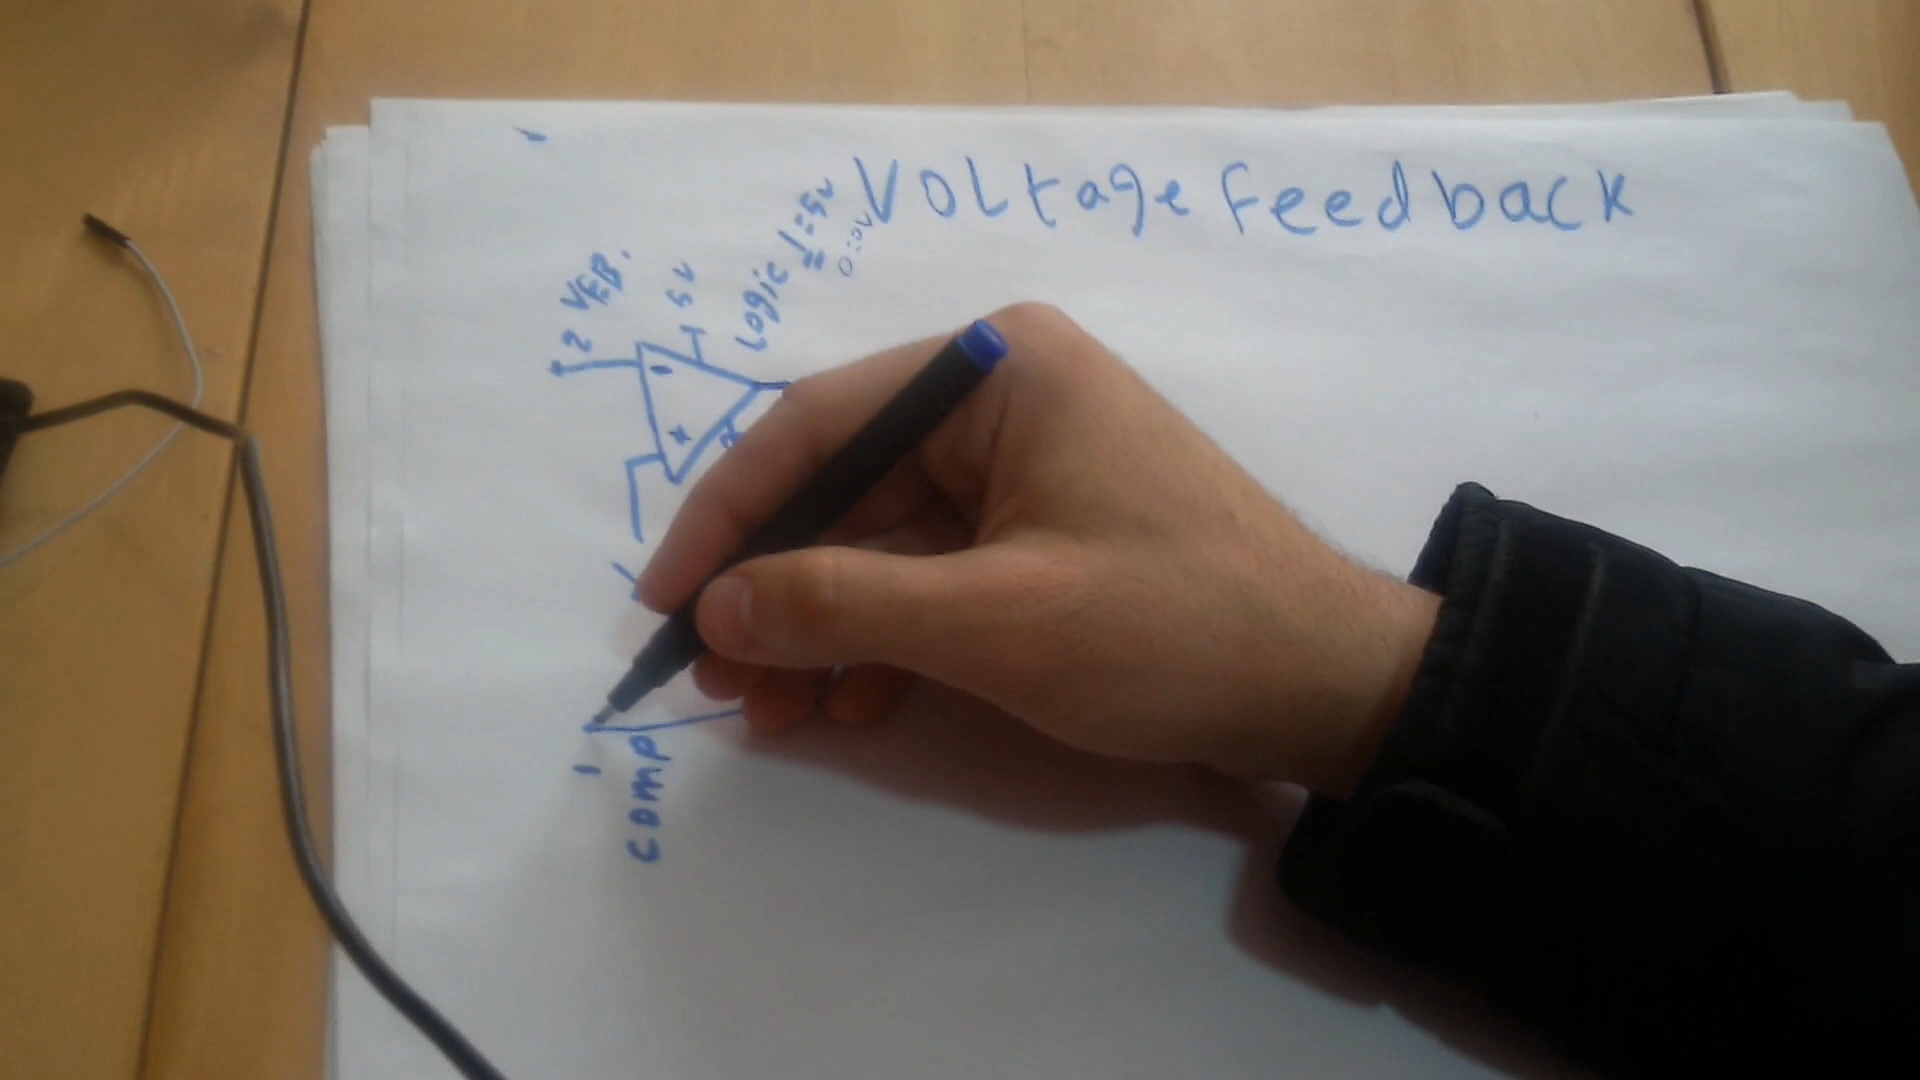 Voltage feedback
2 VFB.
5V
Logic 1=5V
0=0V
-
+
1
comp